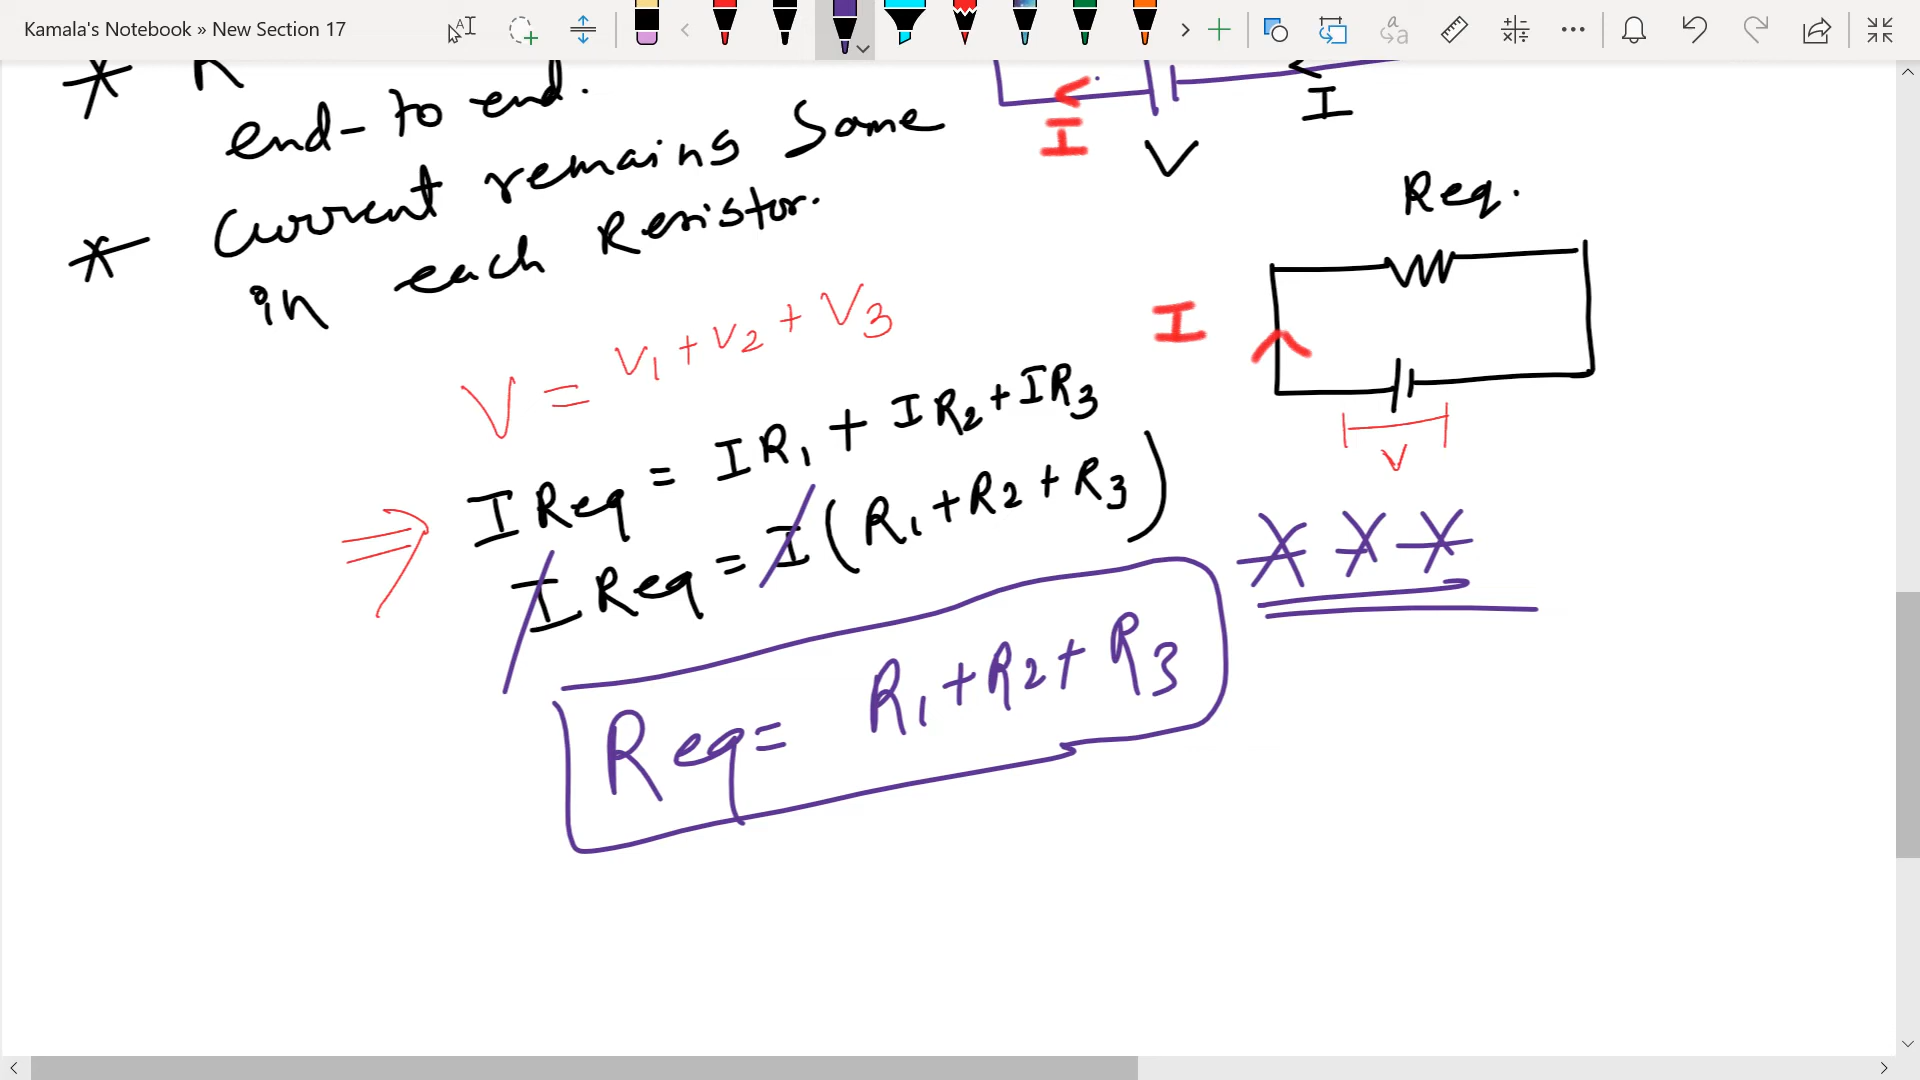 Kamala's Notebook » New Section 17
* R
end-to end.
* Current remains Same
in each Resistor.
I
V
I
Req.
I
V
V = V1 + V2 + V3
⇒ I Req = IR1 + IR2 + IR3
I Req = I (R1 + R2 + R3)
* * *
Req = R1 + R2 + R3